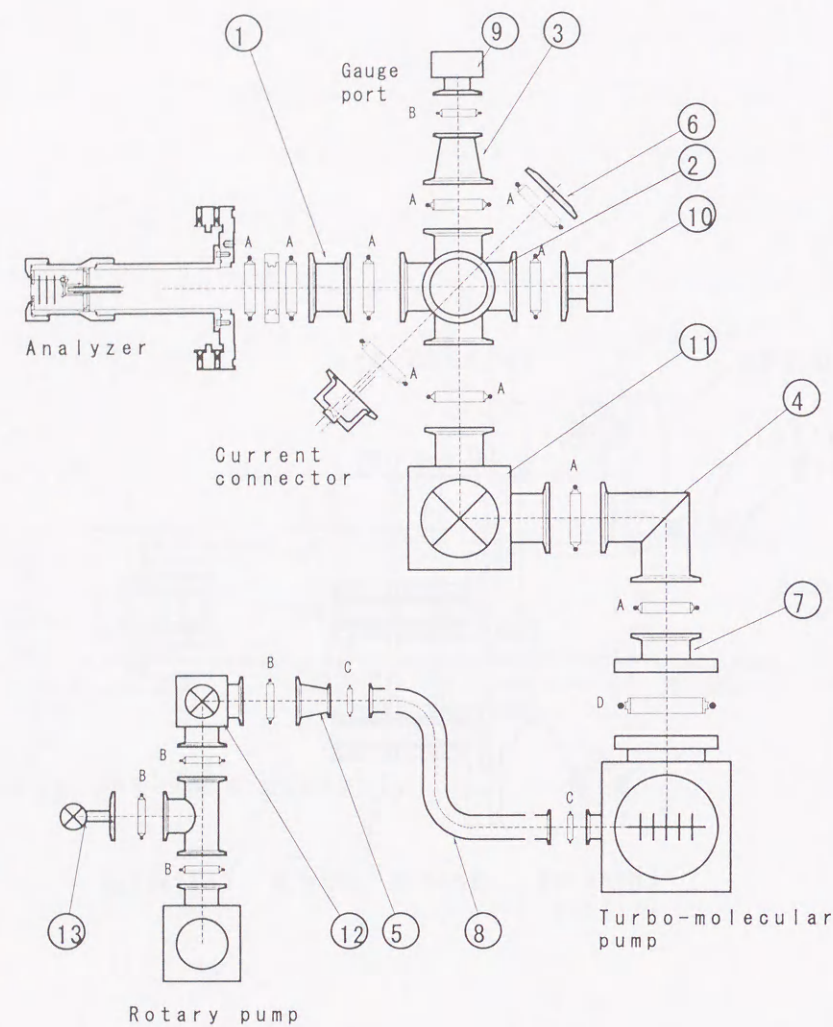 1
9
3
Gauge
port
B
6
2
A
A
10
A
A
A
A
Analyzer
A
A
11
4
Current
connector
A
A
7
B
C
D
B
B
C
B
13
12
5
8
Turbo-molecular
pump
Rotary pump